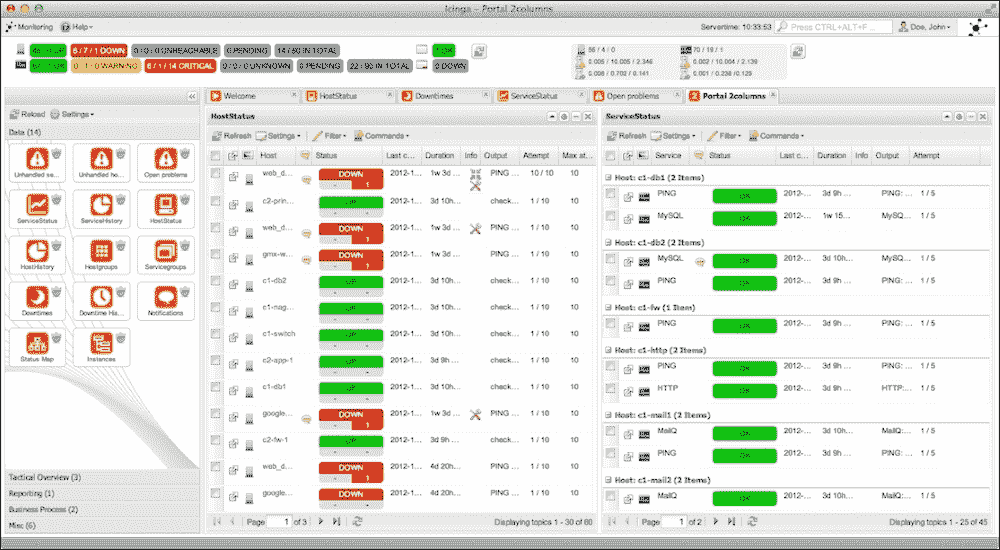 Icinga – Portal 2columns
Monitoring Help Servertime: 10:33:53 Press CTRL+ALT+F ... Doe, John
6 / 7 / 1 DOWN 0 / 0 / 0 UNREACHABLE 0 PENDING 14 / 60 IN TOTAL 1 OK
0 / 1 / 0 WARNING 6 / 1 / 14 CRITICAL 0 / 0 / 0 UNKNOWN 0 PENDING 22 / 90 IN TOTAL 0 DOWN
70 / 19 / 1
0.005 / 10.005 / 2.346 0.002 / 10.004 / 2.139
0.008 / 0.702 / 0.141 0.001 / 0.238 /0.129
Welcome HostStatus Downtimes ServiceStatus Open problems Portal 2columns
Reload Settings
Data (14)
Unhandled se... Unhandled ho... Open problems
ServiceStatus ServiceHistory HostStatus
HostHistory Hostgroups Servicegroups
Downtimes Downtime His... Notifications
Status Map Instances
Tactical Overview (3)
Reporting (1)
Business Process (2)
Misc (6)
HostStatus
Refresh Settings Filter Commands
Host Status Last c... Duration Info Output Attempt Max at...
web_d... DOWN 1 2012-1... 1w 3d ... PING ... 10 / 10 10
c2-prin... UP 2012-1... 3d 10h... check... 1 / 10 10
web_d... DOWN 1 2012-1... 1w 3d ... PING ... 1 / 10 10
gmx-w... DOWN 1 2012-1... 1w 3d ... PING ... 1 / 10 10
c1-db2 UP 2012-1... 3d 10h... check... 1 / 10 10
c1-nag... UP 2012-1... 3d 10h... check... 1 / 10 10
c1-switch UP 2012-1... 3d 10h... check... 1 / 10 10
c2-app-1 UP 2012-1... 3d 9h ... check... 1 / 10 10
c1-db1 UP 2012-1... 3d 10h... check... 1 / 10 10
google... DOWN 1 2012-1... 1w 3d ... PING ... 1 / 10 10
c2-fw-1 UP 2012-1... 3d 9h ... check... 1 / 10 10
web_d... DOWN 1 2012-1... 4d 20h... PING ... 1 / 10 10
google... DOWN 2012-1... 4d 20h... PING ... 1 / 10 10
Page 1 of 3 Displaying topics 1 - 30 of 60
ServiceStatus
Refresh Settings Filter Commands
Service Status Last c... Duration Info Output Attempt
Host: c1-db1 (2 Items)
PING OK 2012-... 3d 9h ... PING: ... 1 / 5
MySQL OK 2012-... 1w 15... MySQ... 1 / 5
Host: c1-db2 (2 Items)
MySQL OK 2012-... 3d 10h... MySQ... 1 / 5
PING OK 2012-... 3d 9h ... PING: ... 1 / 5
Host: c1-fw (1 Item)
PING OK 2012-... 3d 9h ... PING: ... 1 / 5
Host: c1-http (2 Items)
PING OK 2012-... 3d 9h ... PING: ... 1 / 5
HTTP OK 2012-... 3d 9h ... HTTP:... 1 / 5
Host: c1-mail1 (2 Items)
MailQ OK 2012-... 3d 10h... MailQ:... 1 / 5
PING OK 2012-... 3d 9h ... PING: ... 1 / 5
Host: c1-mail2 (2 Items)
MailQ OK 2012-... 3d 10h... MailQ:... 1 / 5
Page 1 of 2 Displaying topics 1 - 25 of 45